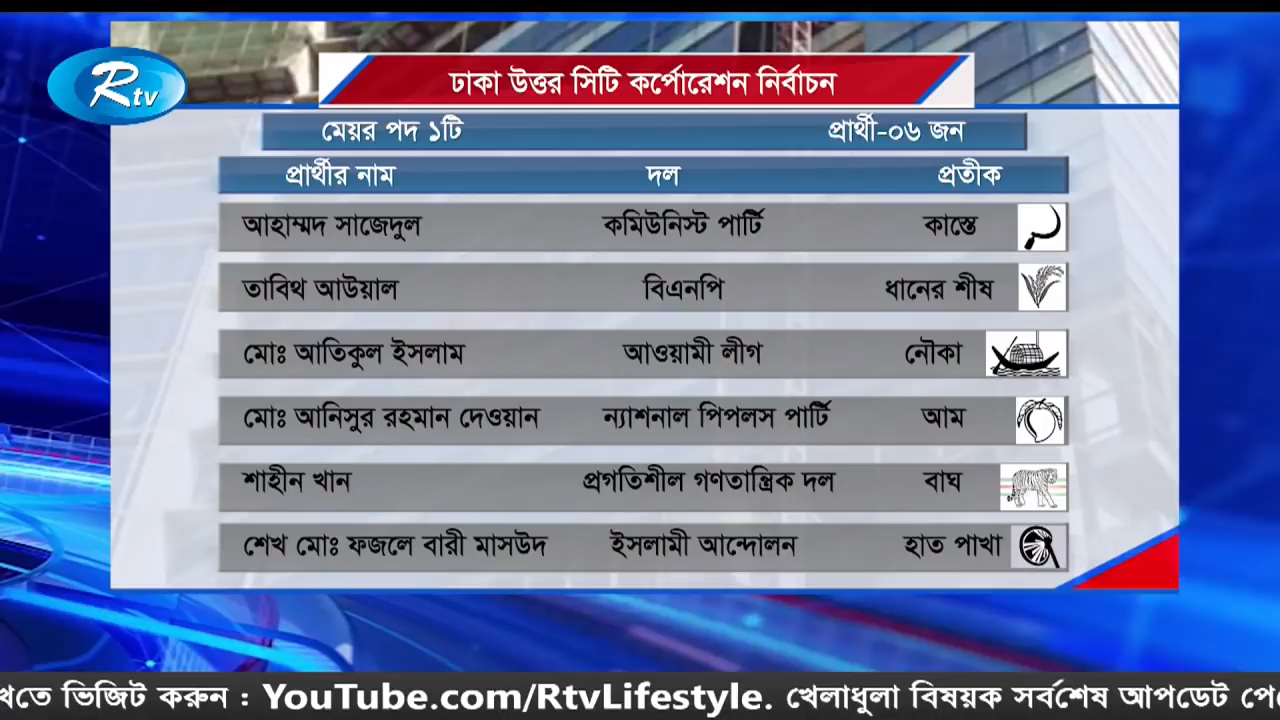 Rtv
ঢাকা উত্তর সিটি কর্পোরেশন নির্বাচন
মেয়র পদ ১টি প্রার্থী-০৬ জন
প্রার্থীর নাম দল প্রতীক
আহাম্মদ সাজেদুল কমিউনিস্ট পার্টি কাস্তে
তাবিথ আউয়াল বিএনপি ধানের শীষ
মোঃ আতিকুল ইসলাম আওয়ামী লীগ নৌকা
মোঃ আনিসুর রহমান দেওয়ান ন্যাশনাল পিপলস পার্টি আম
শাহীন খান প্রগতিশীল গণতান্ত্রিক দল বাঘ
শেখ মোঃ ফজলে বারী মাসউদ ইসলামী আন্দোলন হাত পাখা
ভিজিট করুন : YouTube.com/RtvLifestyle. খেলাধুলা বিষয়ক সর্বশেষ আপডেট